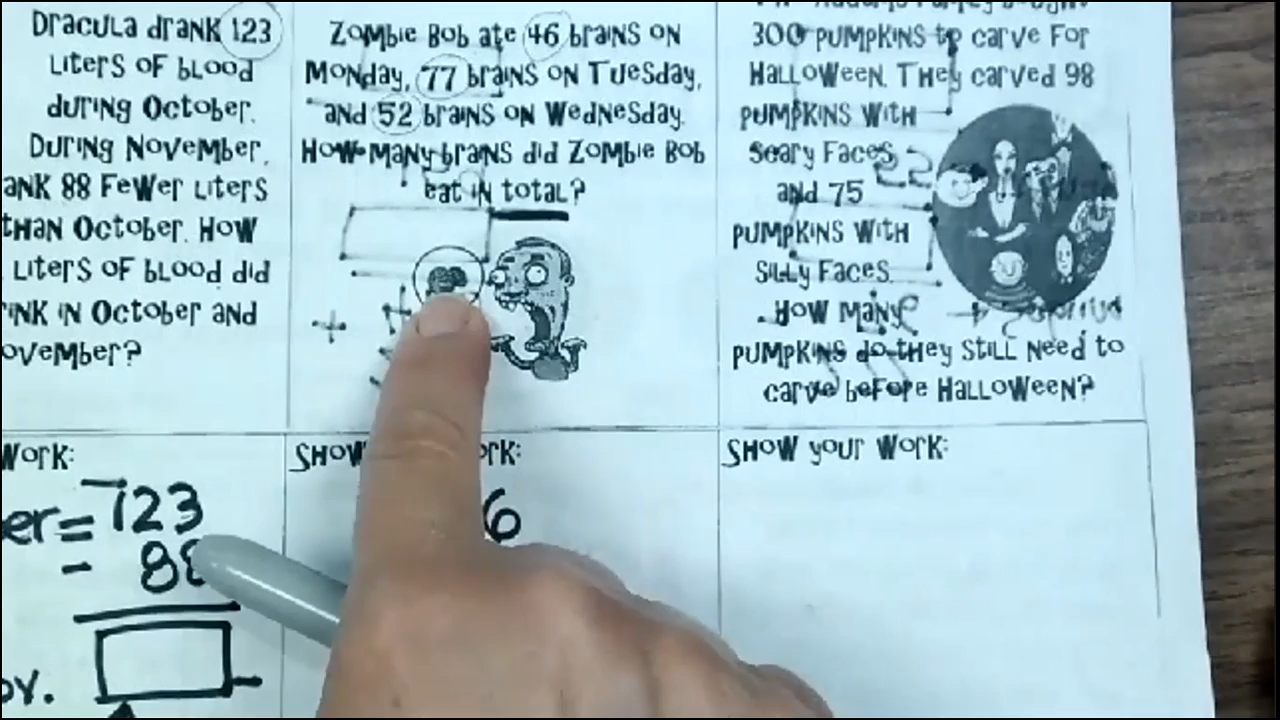 Dracula drank 123
Liters of blood
during October.
During November,
ank 88 fewer Liters
than October. How
Liters of blood did
ink in October and
ovember?
Work:
er = 123
- 88
ov.
Zombie Bob ate 46 brains on
Monday, 77 brains on Tuesday,
and 52 brains on Wednesday.
How many brains did Zombie Bob
eat in total?
+
Show ork:
6
300 pumpkins to carve for
Halloween. They carved 98
pumpkins with
scary faces
and 75
pumpkins with
silly faces.
How many
pumpkins do they still need to
carve before Halloween?
Show your work: